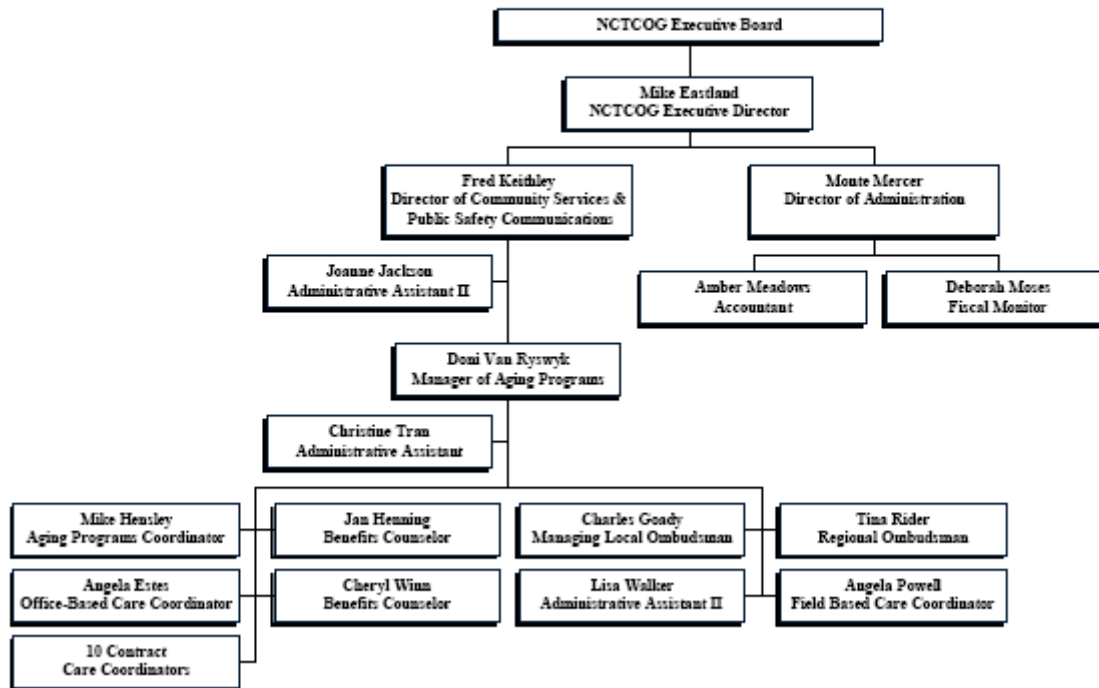 NCTCOG Executive Board
Mike Eastland
NCTCOG Executive Director
Fred Keithley
Director of Community Services &
Public Safety Communications
Monte Mercer
Director of Administration
Joanne Jackson
Administrative Assistant II
Amber Meadows
Accountant
Deborah Moses
Fiscal Monitor
Doni Van Ryswyk
Manager of Aging Programs
Christine Tran
Administrative Assistant
Mike Hensley
Aging Programs Coordinator
Jan Henning
Benefits Counselor
Charles Goady
Managing Local Ombudsman
Tina Rider
Regional Ombudsman
Angela Estes
Office-Based Care Coordinator
Cheryl Winn
Benefits Counselor
Lisa Walker
Administrative Assistant II
Angela Powell
Field Based Care Coordinator
10 Contract
Care Coordinators